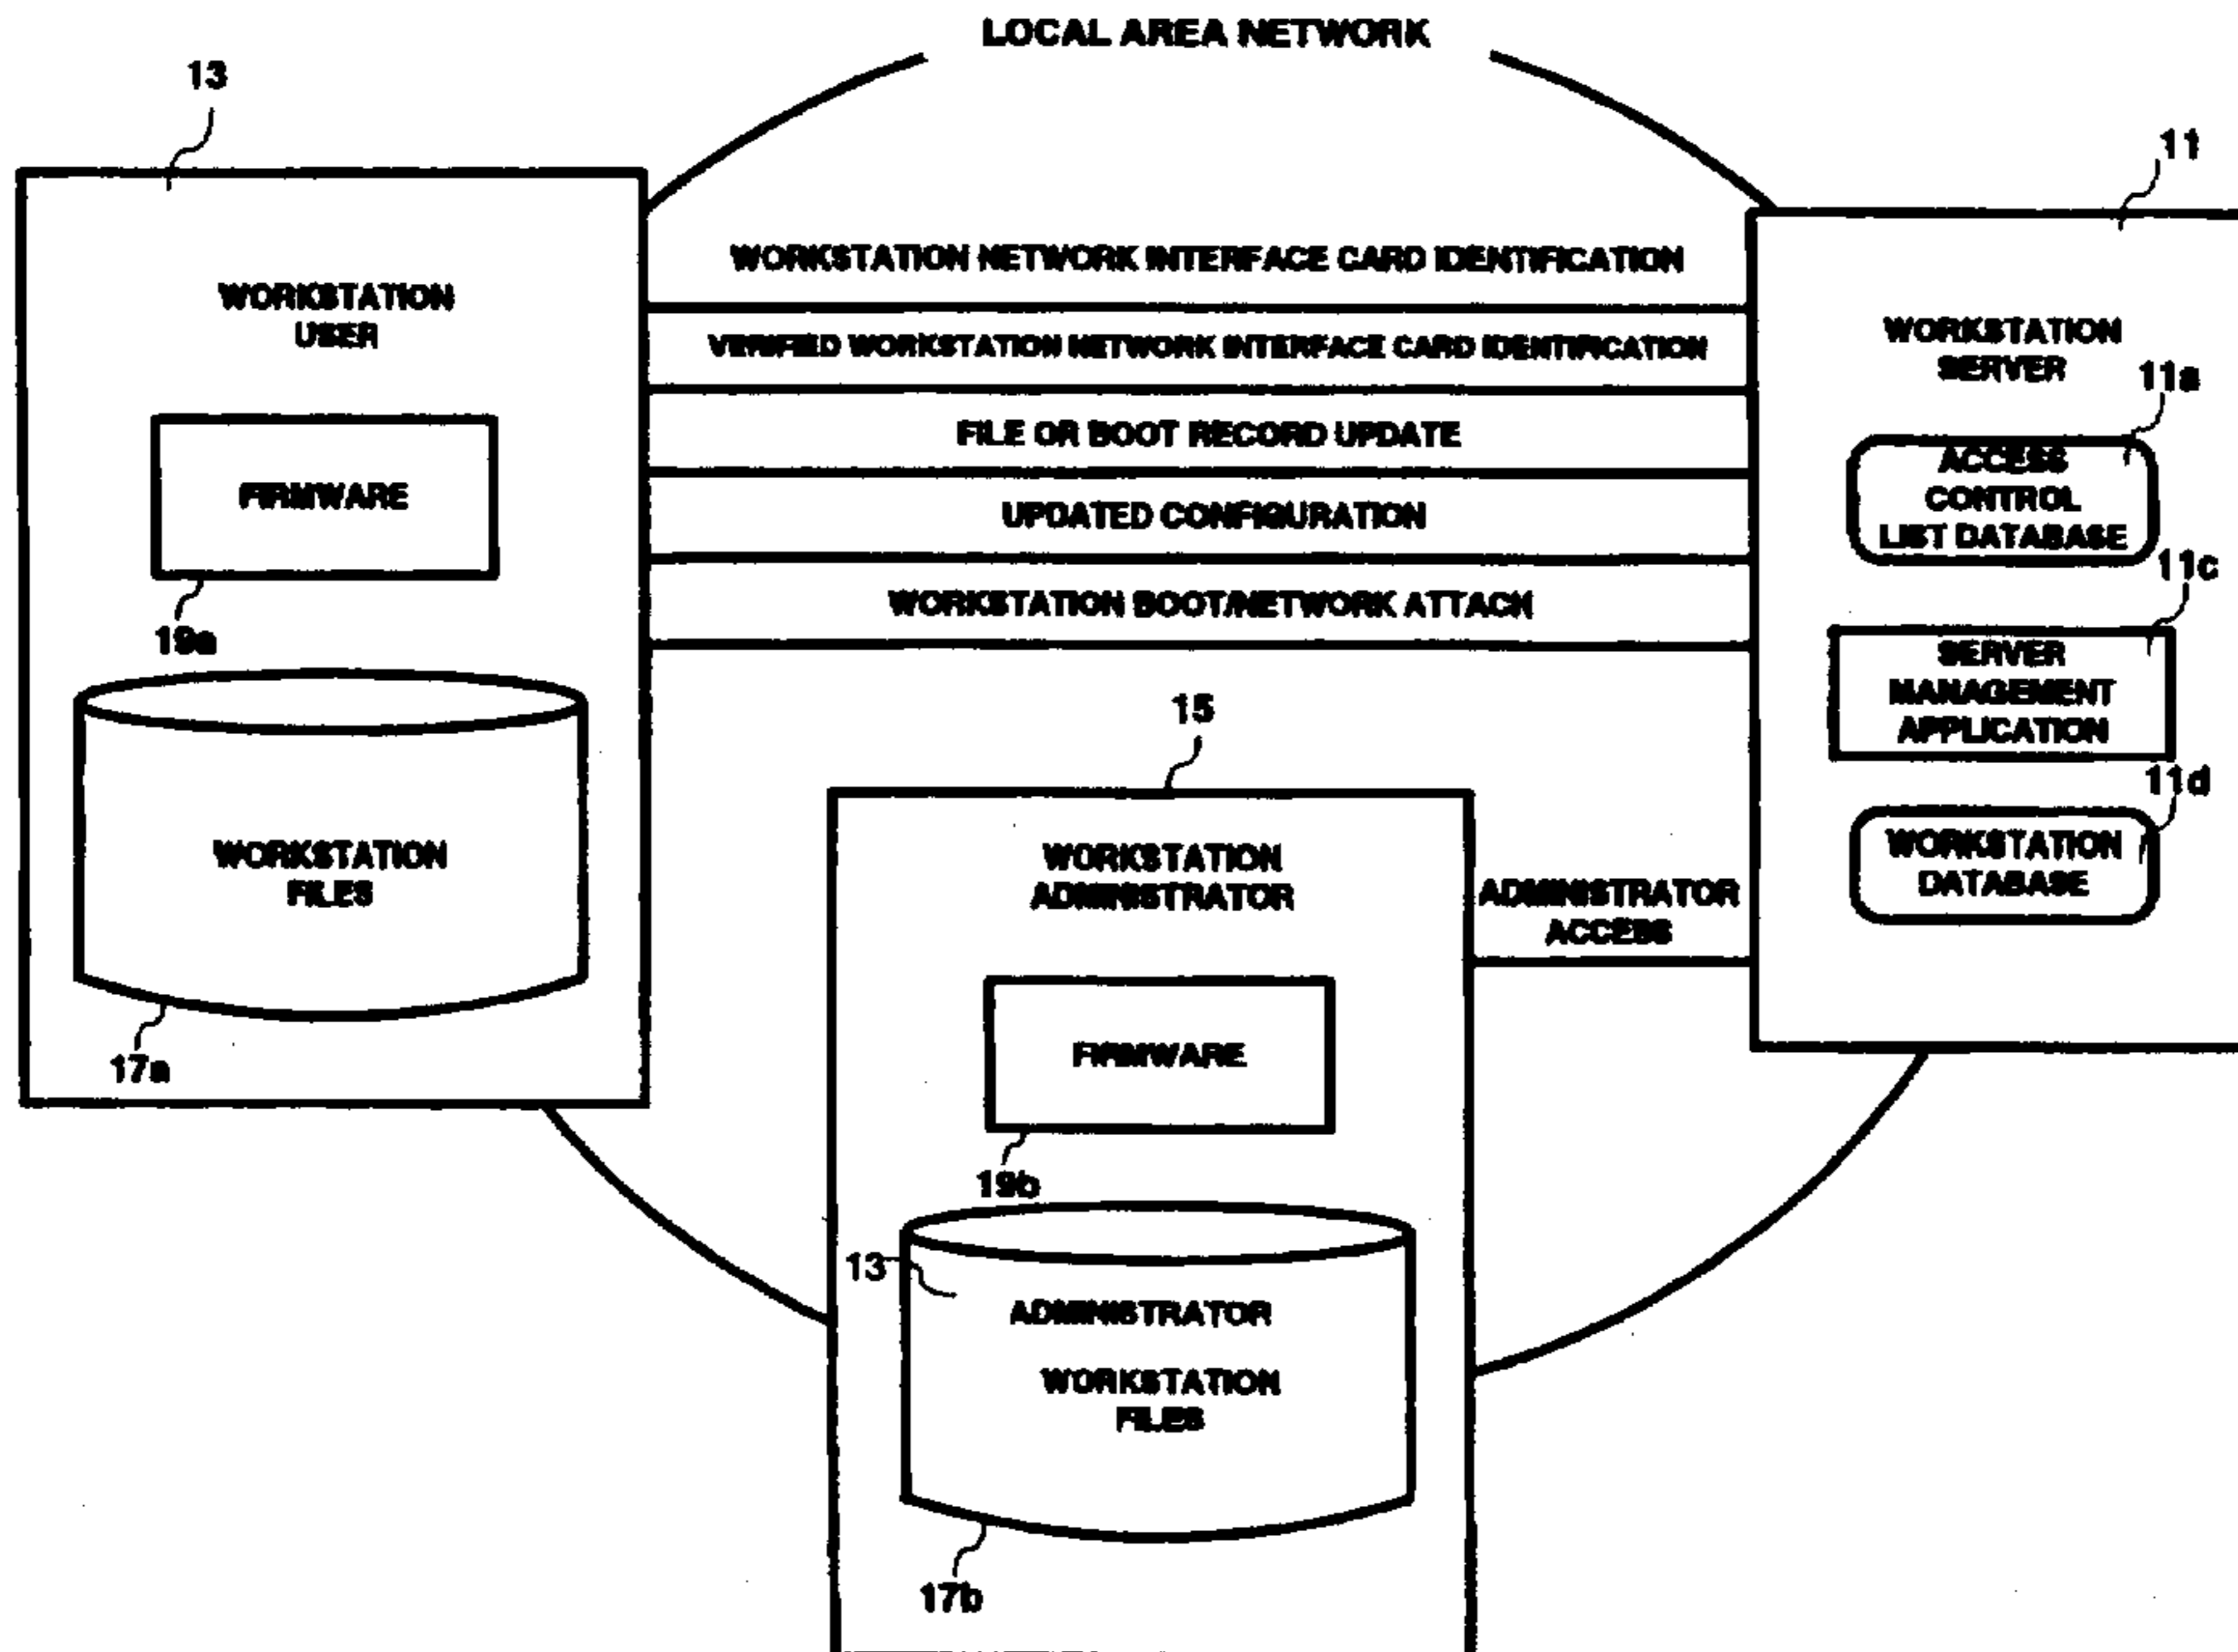 LOCAL AREA NETWORK
13
11
WORKSTATION
USER
FIRMWARE
19a
WORKSTATION
FILES
17a
WORKSTATION NETWORK INTERFACE CARD IDENTIFICATION
VERIFIED WORKSTATION NETWORK INTERFACE CARD IDENTIFICATION
FILE OR BOOT RECORD UPDATE
UPDATED CONFIGURATION
WORKSTATION BOOT/NETWORK ATTACH
WORKSTATION
SERVER
11a
ACCESS
CONTROL
LIST DATABASE
11c
SERVER
MANAGEMENT
APPLICATION
11d
WORKSTATION
DATABASE
15
WORKSTATION
ADMINISTRATOR
ADMINISTRATOR
ACCESS
FIRMWARE
19b
13
ADMINISTRATOR
WORKSTATION
FILES
17b